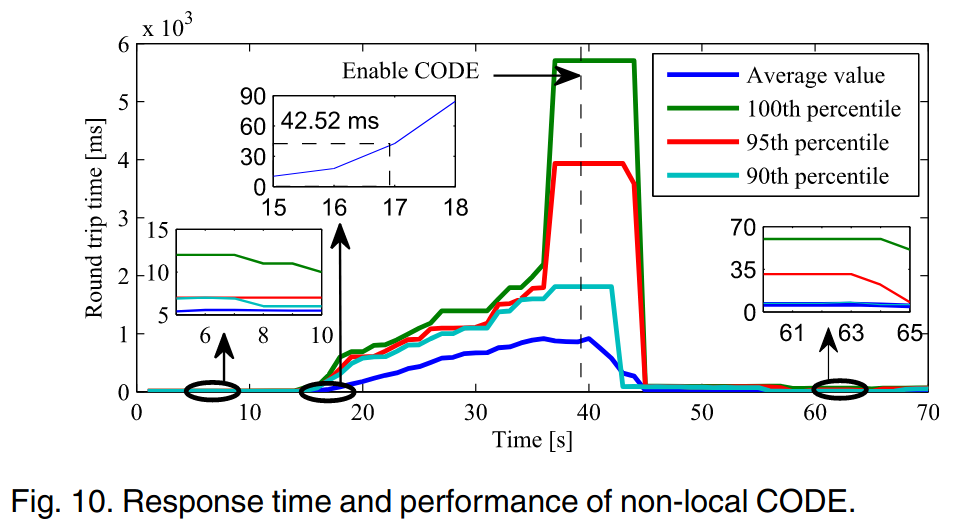 x 10³
6
5
4
3
2
1
0
Round trip time [ms]
Enable CODE
Average value
100th percentile
95th percentile
90th percentile
90
60
30
0
42.52 ms
15 16 17 18
15
10
5
6 8 10
70
35
0
61 63 65
0 10 20 30 40 50 60 70
Time [s]
Fig. 10. Response time and performance of non-local CODE.